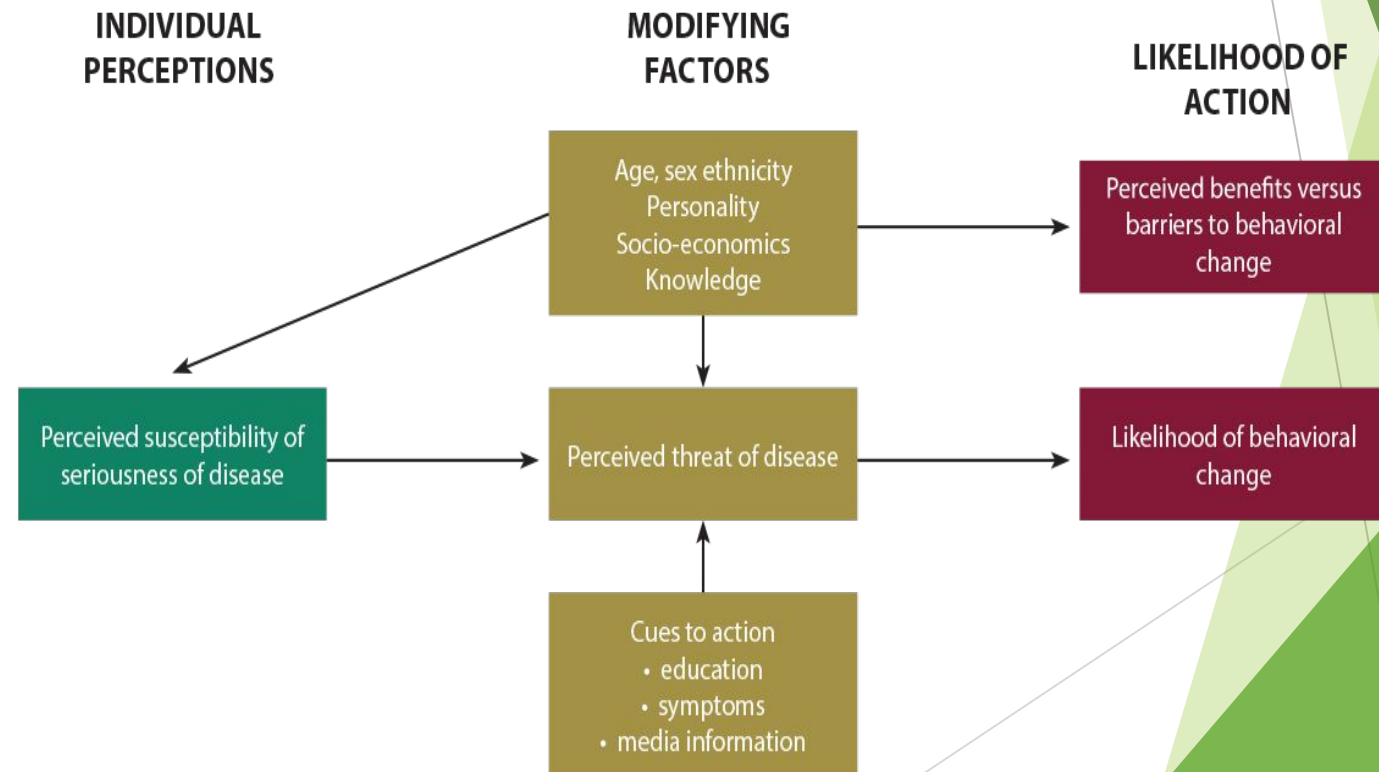 INDIVIDUAL
PERCEPTIONS
MODIFYING
FACTORS
LIKELIHOOD OF
ACTION
Age, sex ethnicity
Personality
Socio-economics
Knowledge
Perceived benefits versus
barriers to behavioral
change
Perceived susceptibility of
seriousness of disease
Perceived threat of disease
Likelihood of behavioral
change
Cues to action
• education
• symptoms
• media information